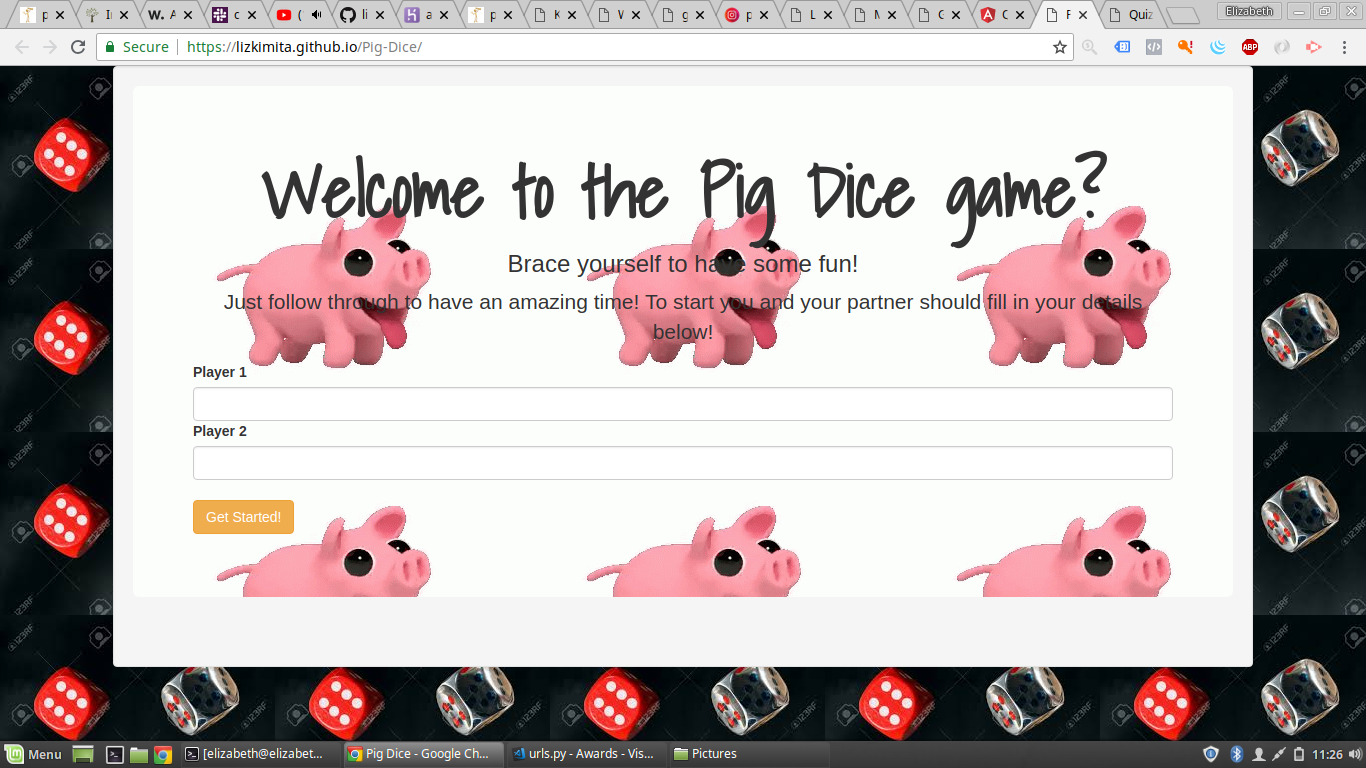 p
Ir
W. A
c
(
li
a
p
K
V
g
p
L
M
G
C
F
Quiz
Elizabeth
Secure
https://lizkimita.github.io/Pig-Dice/
ABP
Welcome to the Pig Dice game?
Brace yourself to have some fun!
Just follow through to have an amazing time! To start you and your partner should fill in your details
below!
Player 1
Player 2
Get Started!
123RF
Menu
[elizabeth@elizabet...
Pig Dice - Google Ch...
urls.py - Awards - Vis...
Pictures
11:26